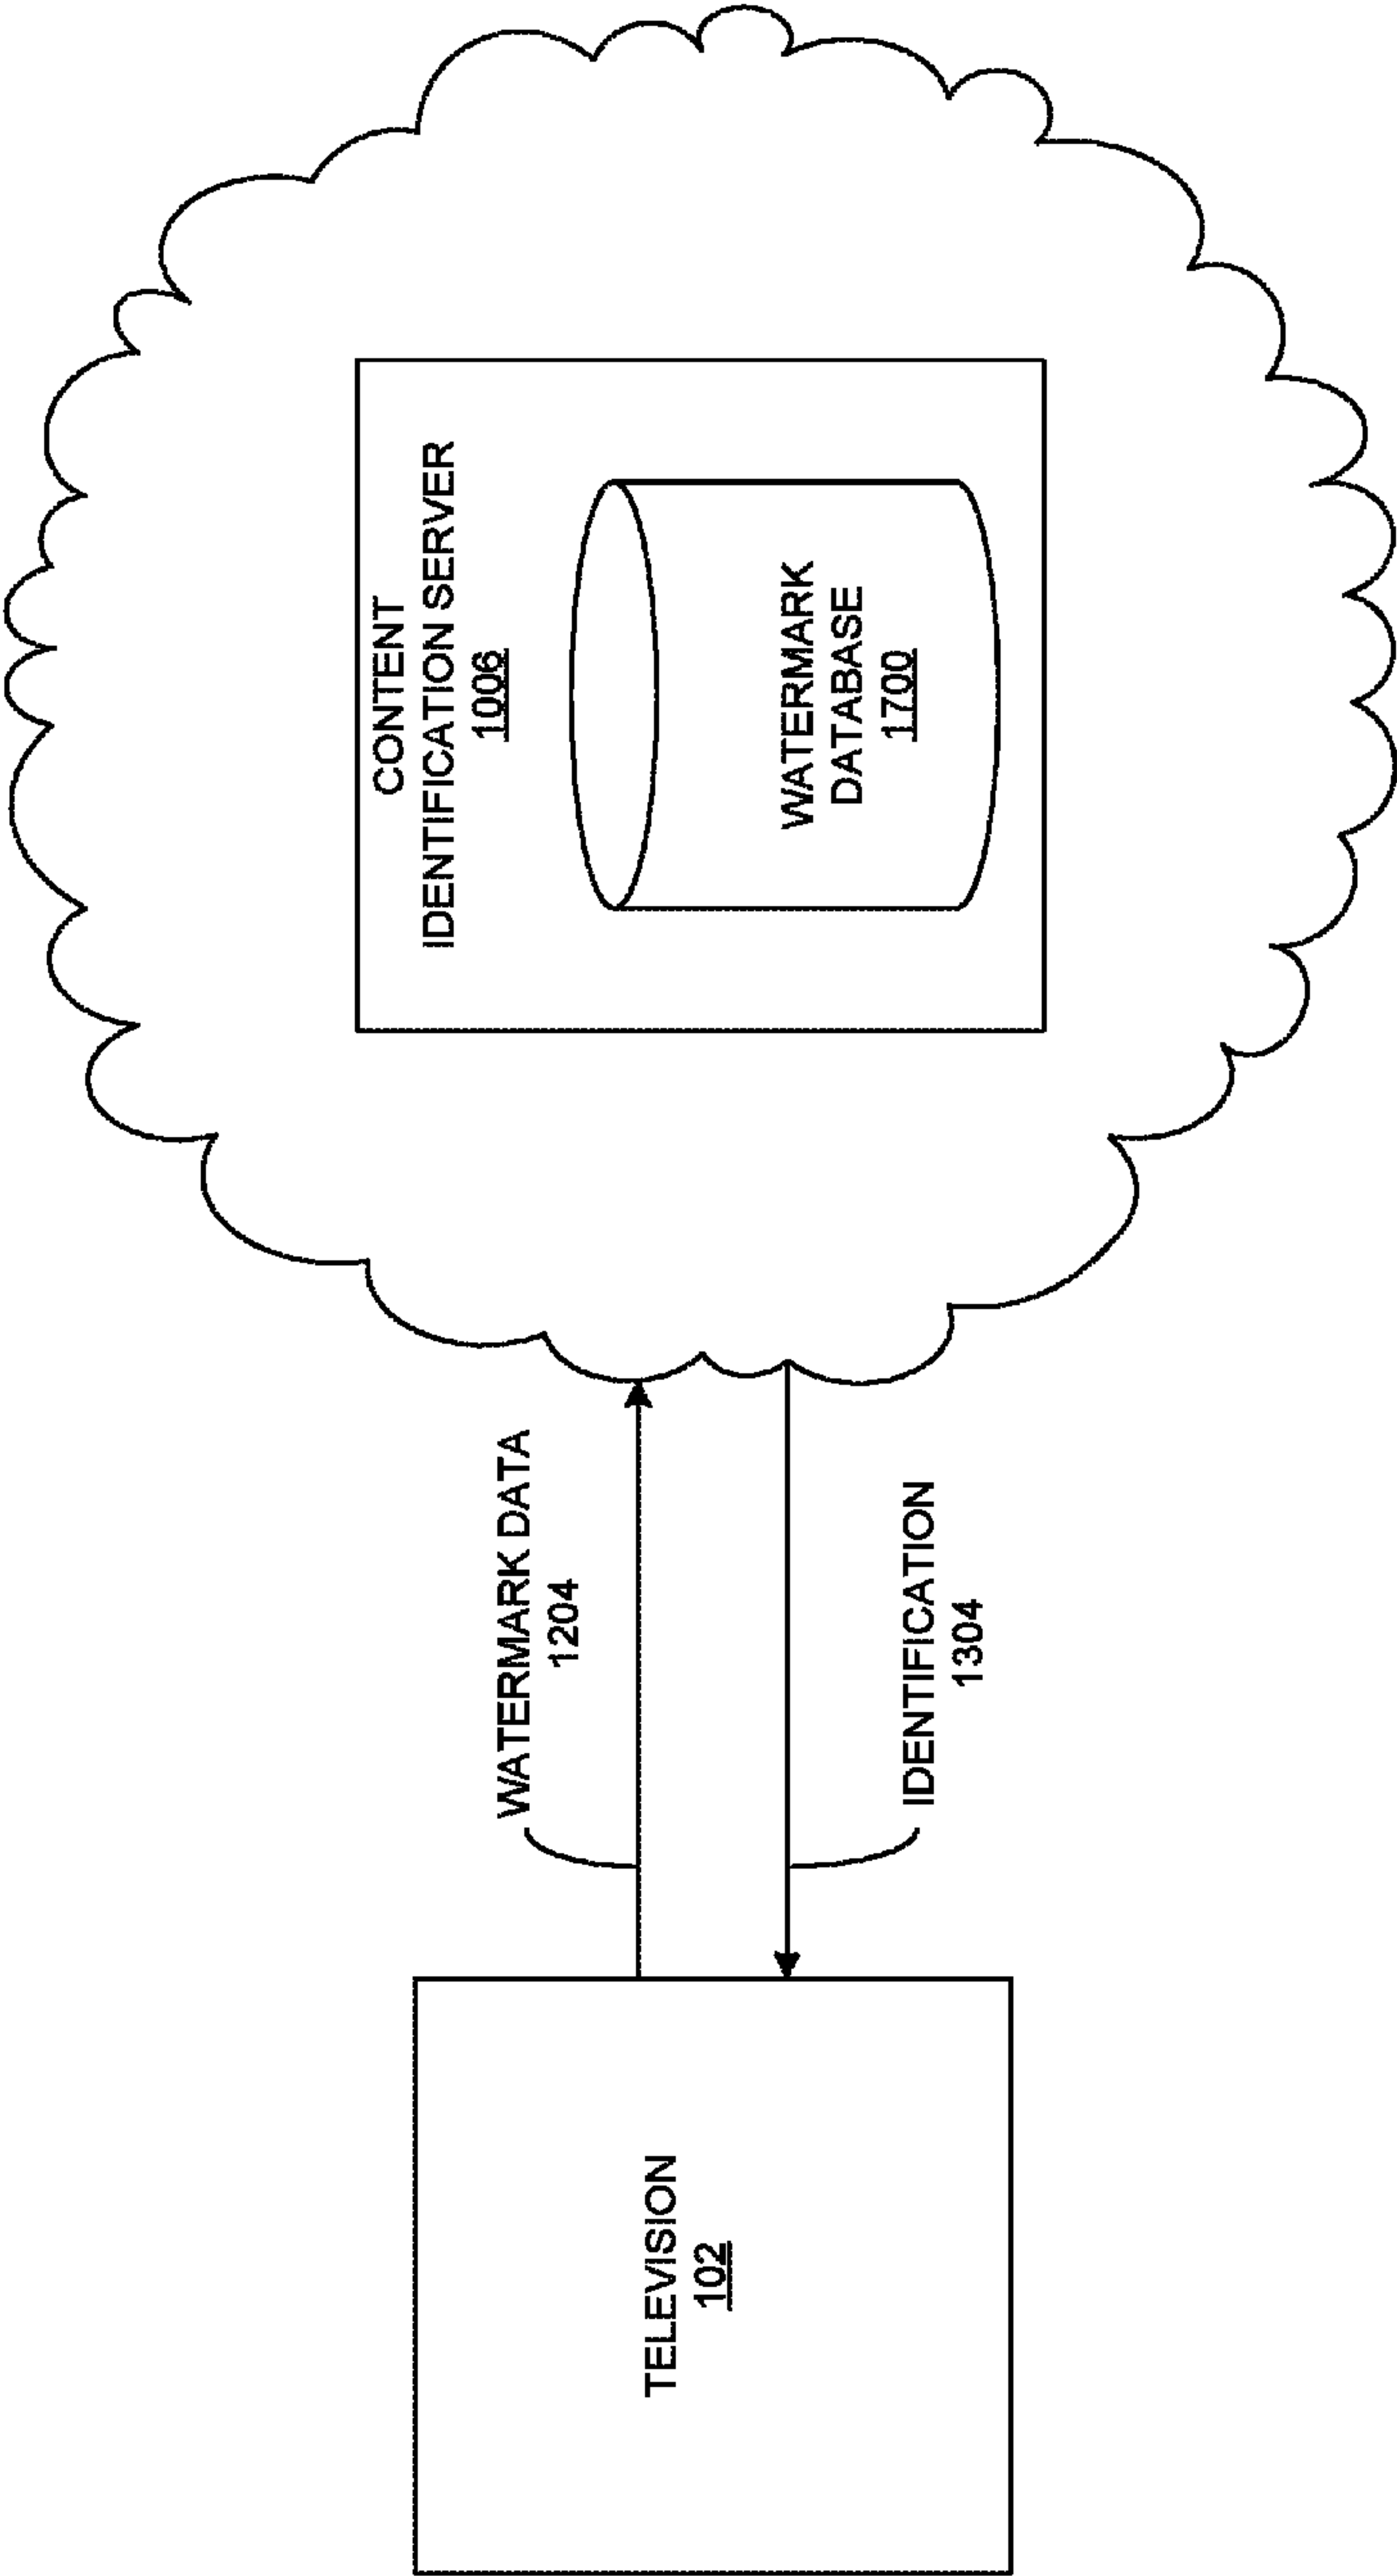 TELEVISION
102
WATERMARK DATA
1204
IDENTIFICATION
1304
CONTENT
IDENTIFICATION SERVER
1006
WATERMARK
DATABASE
1700